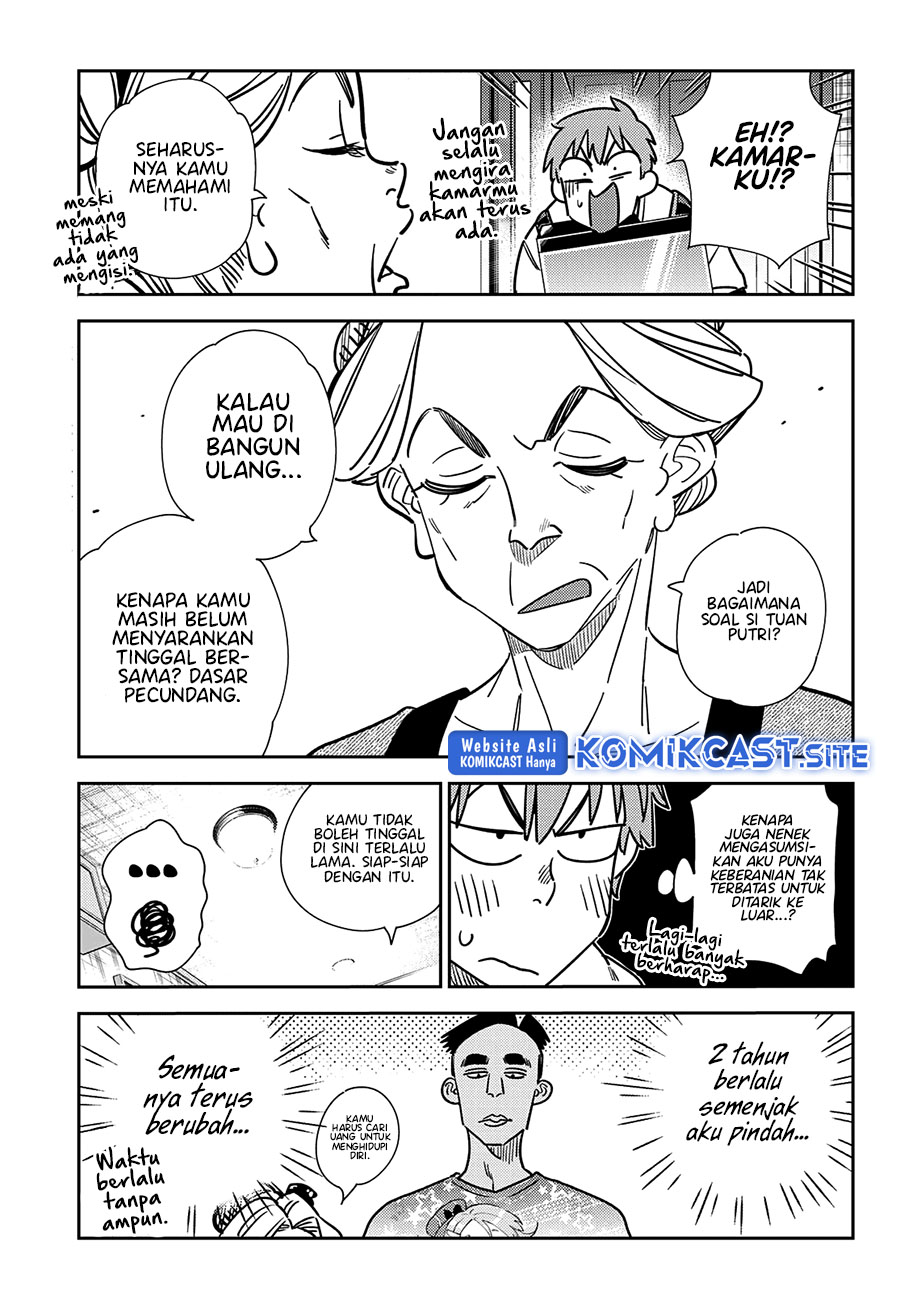 EH!?
KAMAR-
KU!?
Jangan
selalu
mengira
kamarmu
akan terus
ada.
SEHARUS-
NYA KAMU
MEMAHAMI
ITU.
meski
memang
tidak
ada yang
mengisi.
KALAU
MAU DI
BANGUN
ULANG...
KENAPA KAMU
MASIH BELUM
MENYARANKAN
TINGGAL BER-
SAMA? DASAR
PECUNDANG.
JADI
BAGAIMANA
SOAL SI TUAN
PUTRI?
Website Asli
KOMIKCAST Hanya
KOMIKCAST.SITE
KENAPA
JUGA NENEK
MENGASUMSI-
KAN AKU PUNYA
KEBERANIAN TAK
TERBATAS UNTUK
DITARIK KE
LUAR...?
Lagi-lagi
terlalu banyak
berharap...
KAMU TIDAK
BOLEH TINGGAL
DI SINI TERLALU
LAMA. SIAP-SIAP
DENGAN ITU.
...
2 tahun
berlalu
semenjak
aku pindah...
KAMU
HARUS CARI
UANG UNTUK
MENGHIDUPI
DIRI.
Semua-
nya terus
berubah...
Waktu
berlalu
tanpa
ampun.